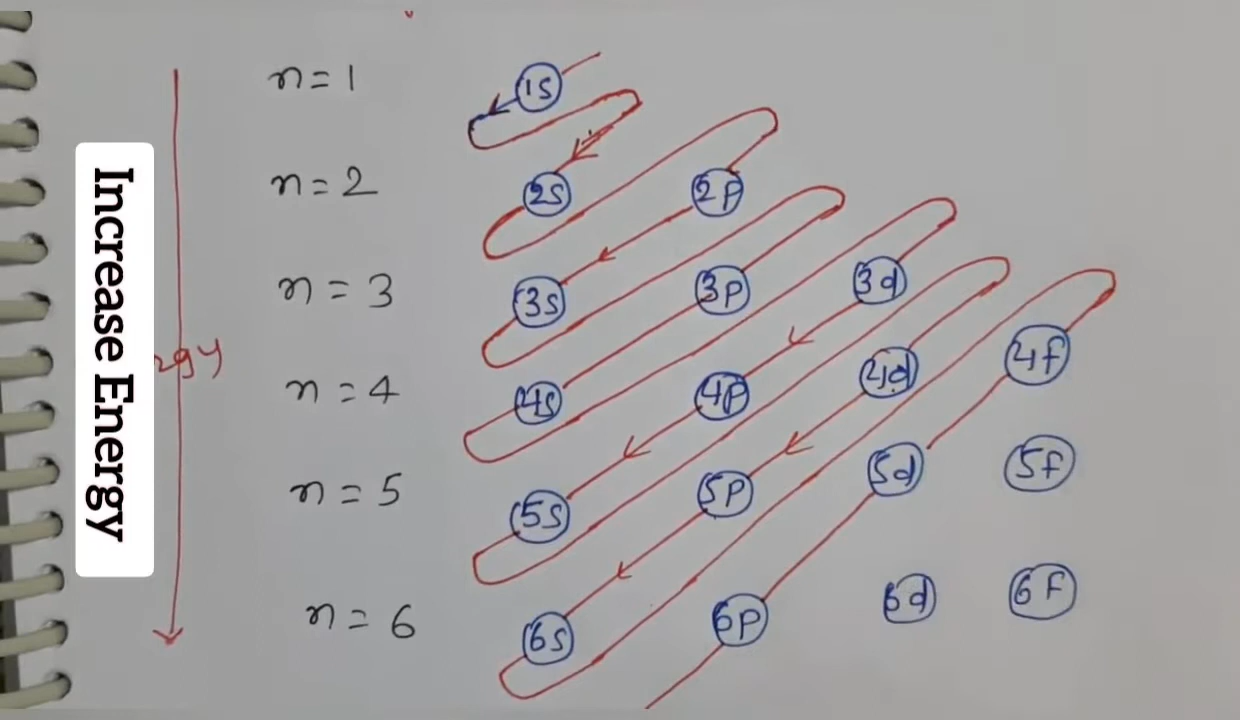 n = 1 1s
n = 2 2s 2p
n = 3 3s 3p 3d
n = 4 4s 4p 4d 4f
n = 5 5s 5p 5d 5f
n = 6 6s 6p 6d 6f
Increase Energy